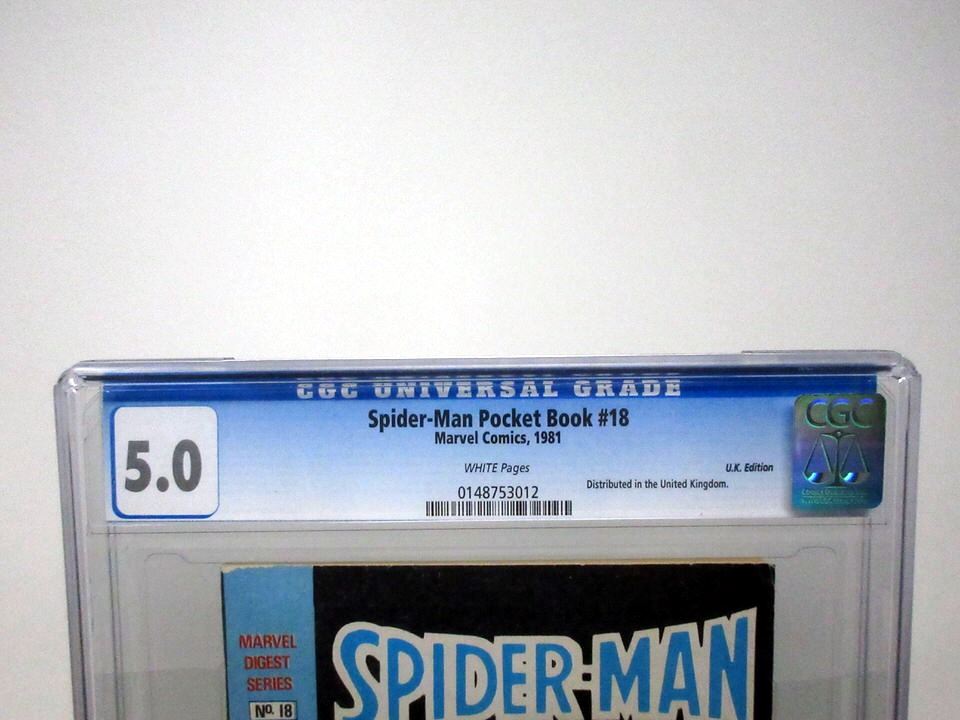 CGC UNIVERSAL GRADE
5.0
Spider-Man Pocket Book #18
Marvel Comics, 1981
WHITE Pages
U.K. Edition
Distributed in the United Kingdom.
0148753012
CGC
MARVEL
DIGEST
SERIES
No. 18
SPIDER-MAN